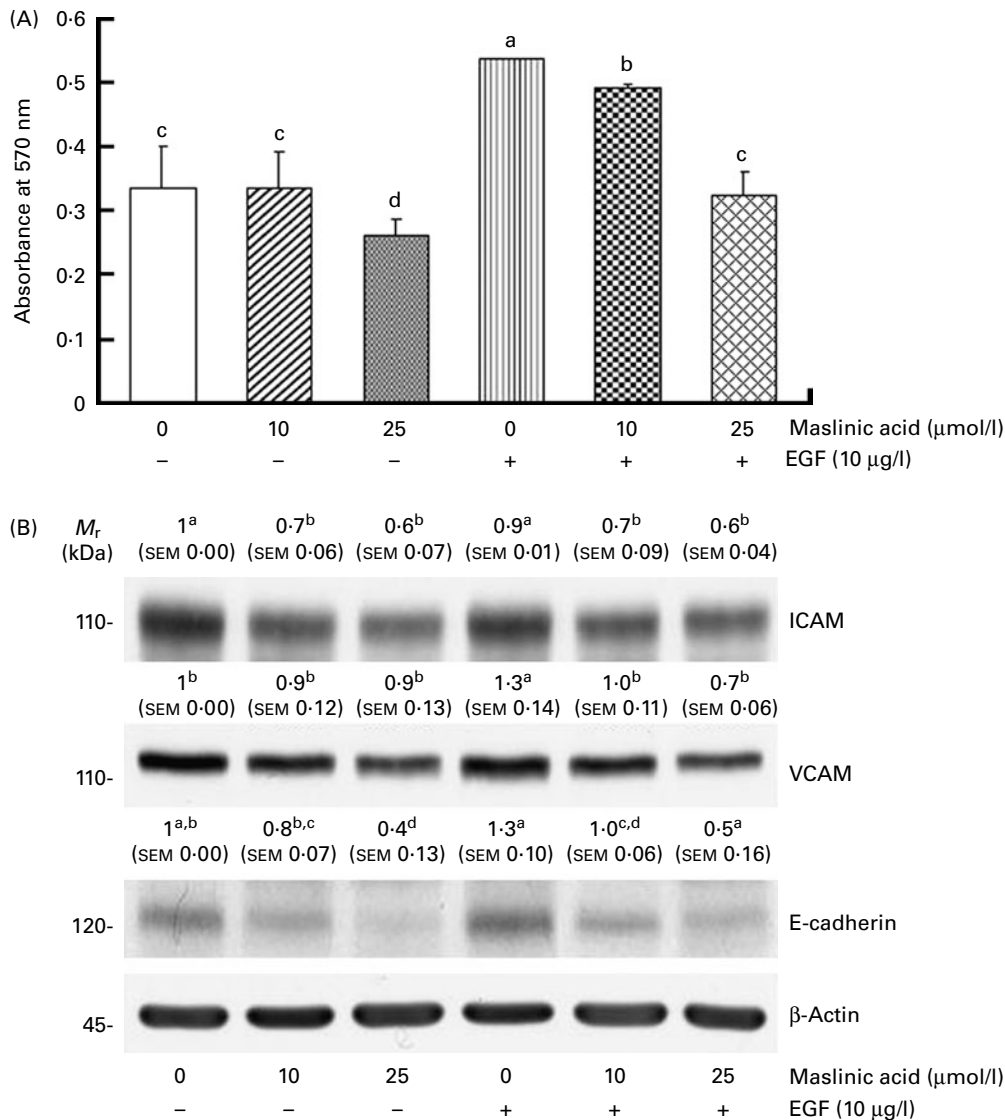 (A)
0·6
0·5
0·4
0·3
0·2
0·1
0
Absorbance at 570 nm
c c d a b c
0 10 25 0 10 25 Maslinic acid (μmol/l)
– – – + + + EGF (10 μg/l)
(B) Mr 1a 0·7b 0·6b 0·9a 0·7b 0·6b
(kDa) (SEM 0·00) (SEM 0·06) (SEM 0·07) (SEM 0·01) (SEM 0·09) (SEM 0·04)
110- ICAM
1b 0·9b 0·9b 1·3a 1·0b 0·7b
(SEM 0·00) (SEM 0·12) (SEM 0·13) (SEM 0·14) (SEM 0·11) (SEM 0·06)
110- VCAM
1a,b 0·8b,c 0·4d 1·3a 1·0c,d 0·5a
(SEM 0·00) (SEM 0·07) (SEM 0·13) (SEM 0·10) (SEM 0·06) (SEM 0·16)
120- E-cadherin
45- β-Actin
0 10 25 0 10 25 Maslinic acid (μmol/l)
– – – + + + EGF (10 μg/l)